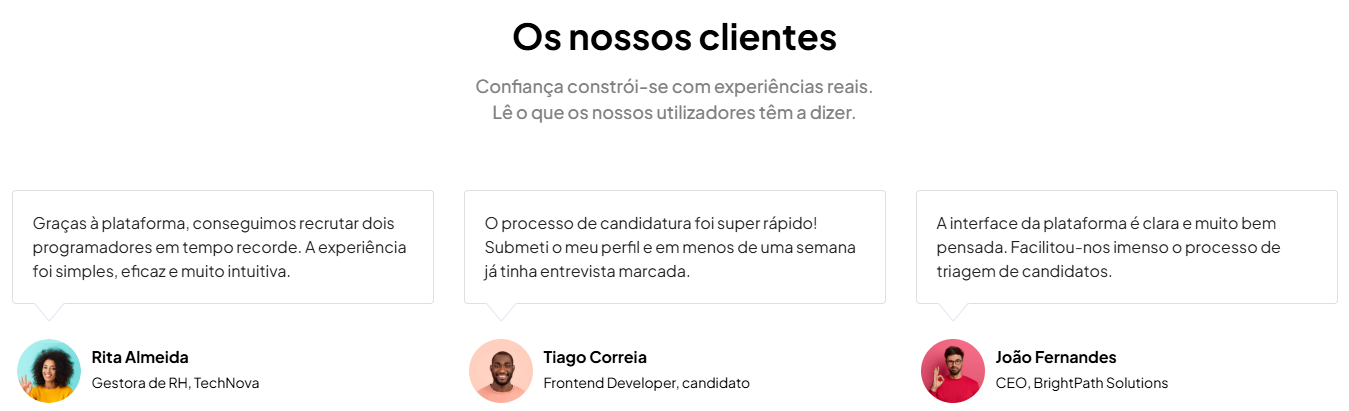 Os nossos clientes
Confiança constrói-se com experiências reais.
Lê o que os nossos utilizadores têm a dizer.
Graças à plataforma, conseguimos recrutar dois
programadores em tempo recorde. A experiência
foi simples, eficaz e muito intuitiva.
Rita Almeida
Gestora de RH, TechNova
O processo de candidatura foi super rápido!
Submeti o meu perfil e em menos de uma semana
já tinha entrevista marcada.
Tiago Correia
Frontend Developer, candidato
A interface da plataforma é clara e muito bem
pensada. Facilitou-nos imenso o processo de
triagem de candidatos.
João Fernandes
CEO, BrightPath Solutions